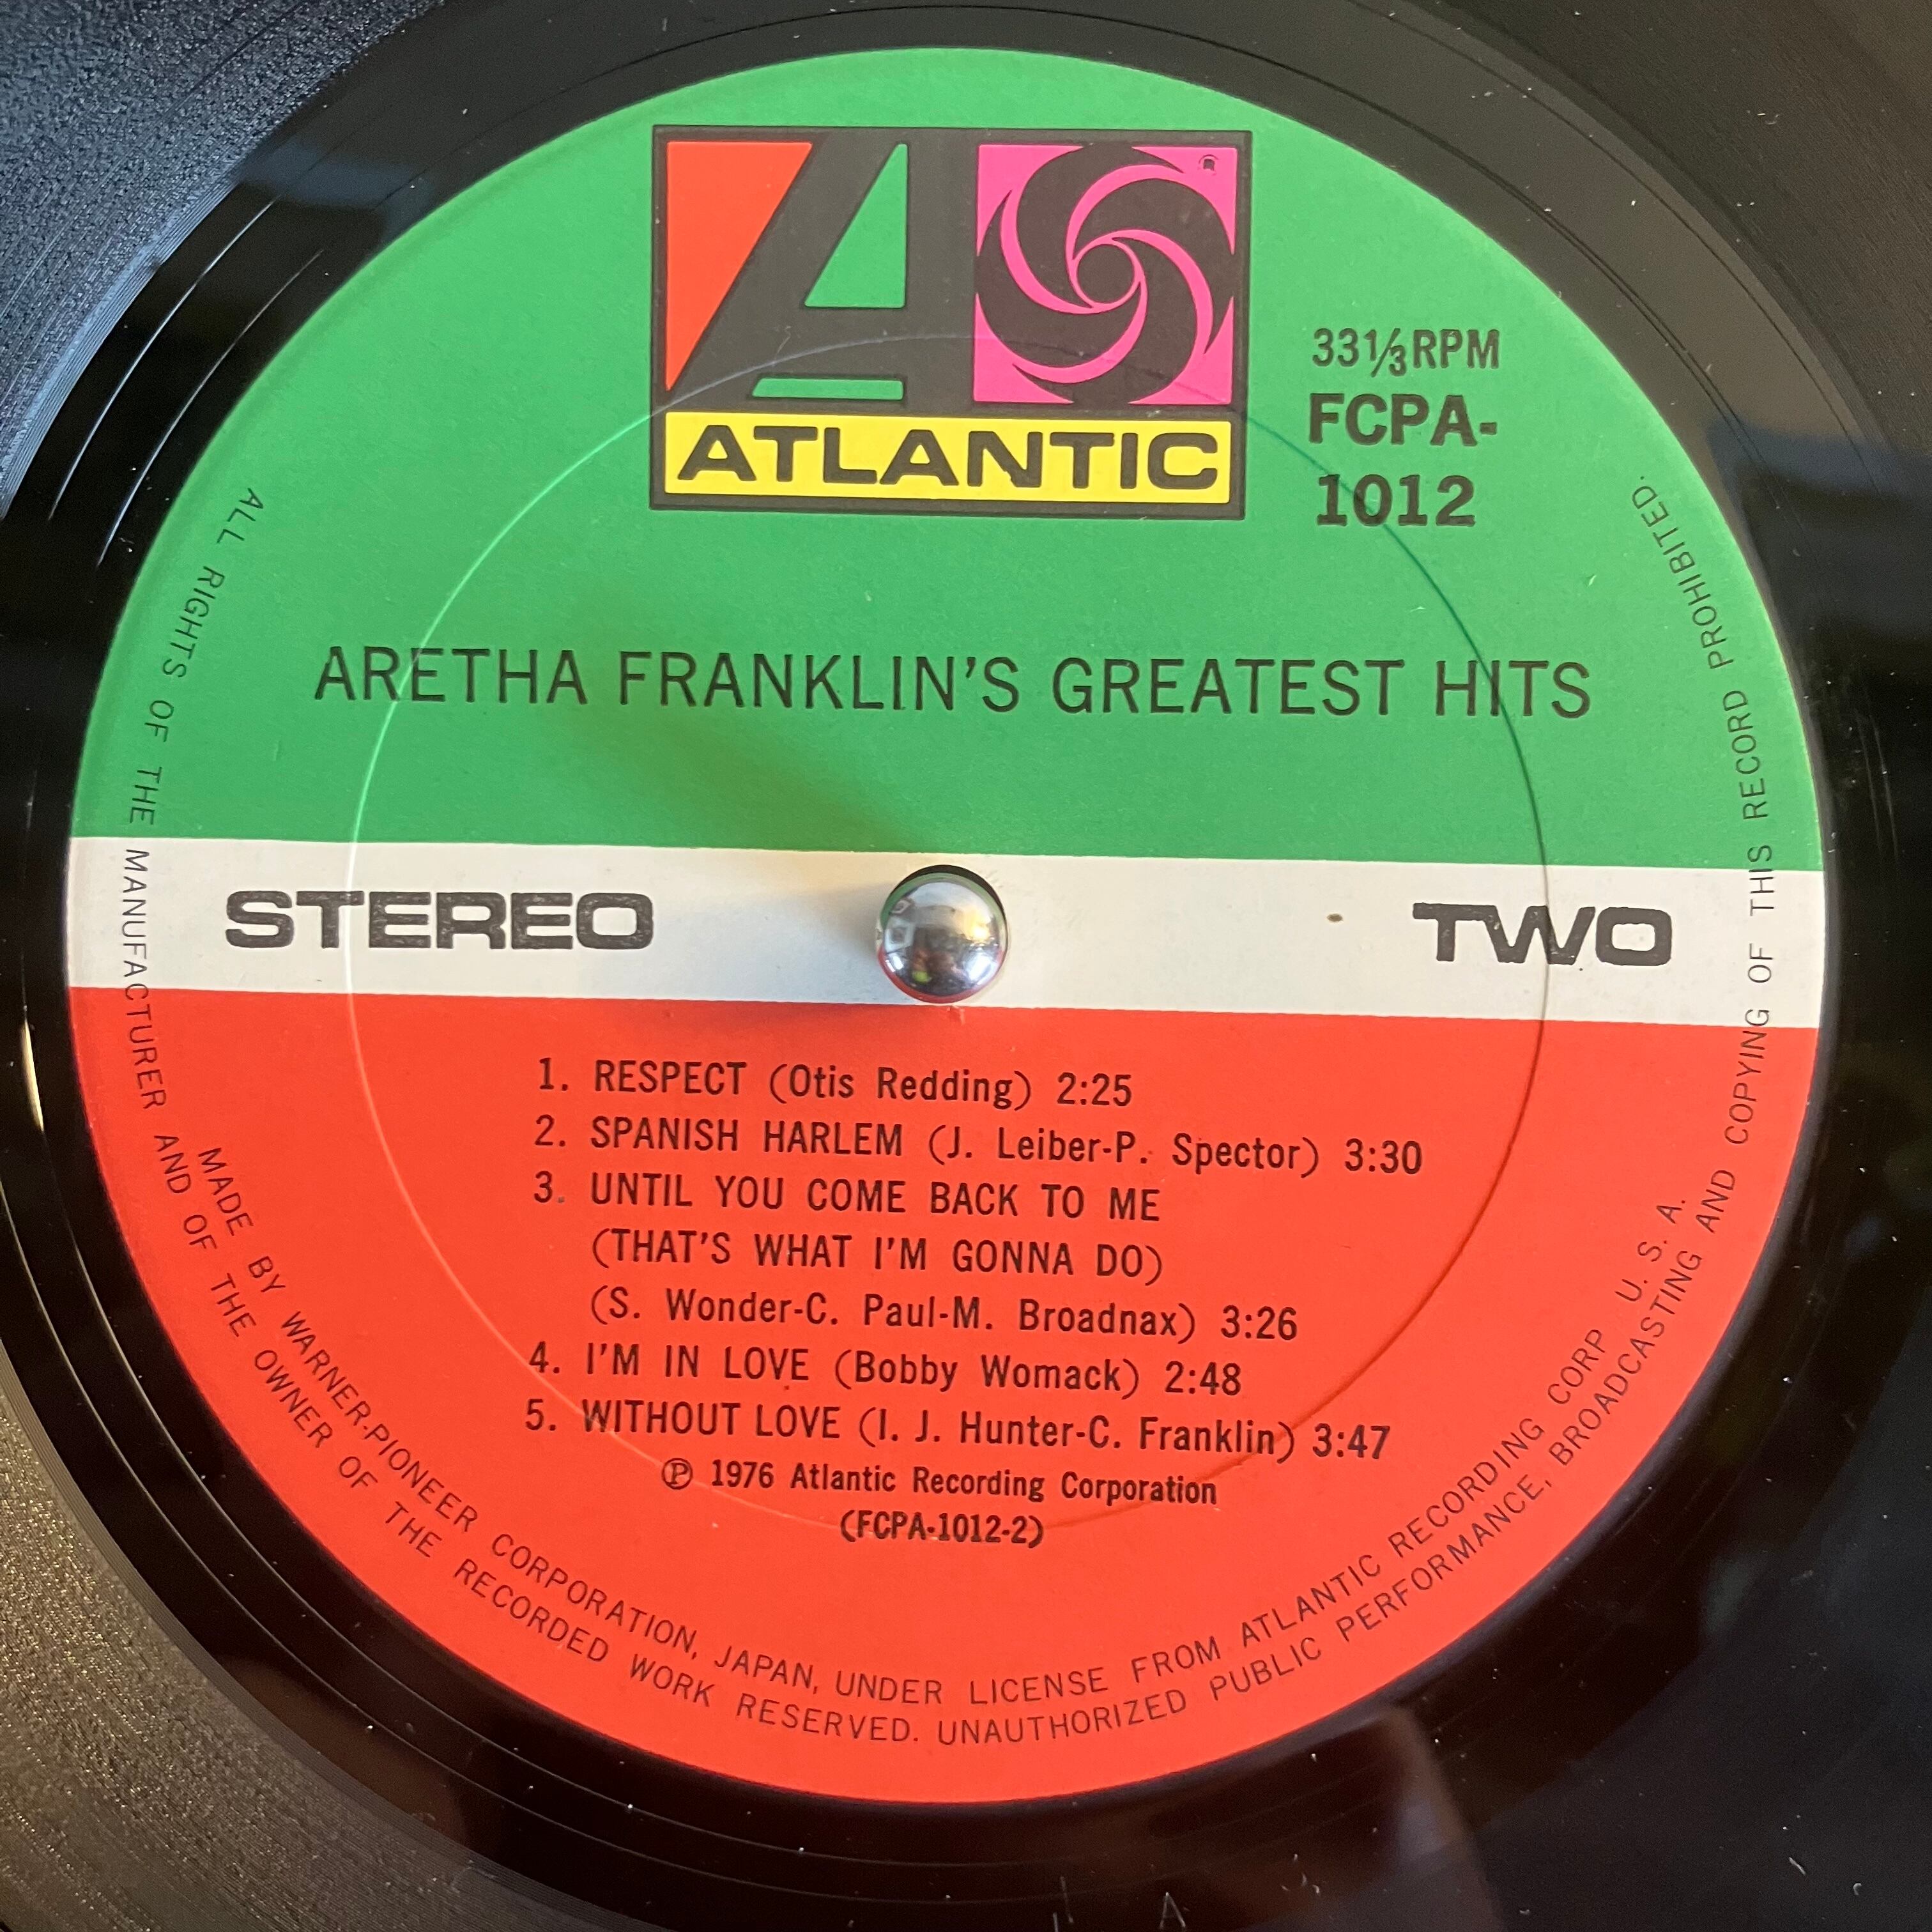 ATLANTIC
33⅓ RPM
FCPA-
1012
ARETHA FRANKLIN'S GREATEST HITS
STEREO
TWO
1. RESPECT (Otis Redding) 2:25
2. SPANISH HARLEM (J. Leiber-P. Spector) 3:30
3. UNTIL YOU COME BACK TO ME
(THAT'S WHAT I'M GONNA DO)
(S. Wonder-C. Paul-M. Broadnax) 3:26
4. I'M IN LOVE (Bobby Womack) 2:48
5. WITHOUT LOVE (I. J. Hunter-C. Franklin) 3:47
℗ 1976 Atlantic Recording Corporation
(FCPA-1012-2)
MADE BY WARNER-PIONEER CORPORATION, JAPAN, UNDER LICENSE FROM ATLANTIC RECORDING CORP U. S. A.
ALL RIGHTS OF THE MANUFACTURER AND OF THE OWNER OF THE RECORDED WORK RESERVED. UNAUTHORIZED PUBLIC PERFORMANCE, BROADCASTING AND COPYING OF THIS RECORD PROHIBITED.